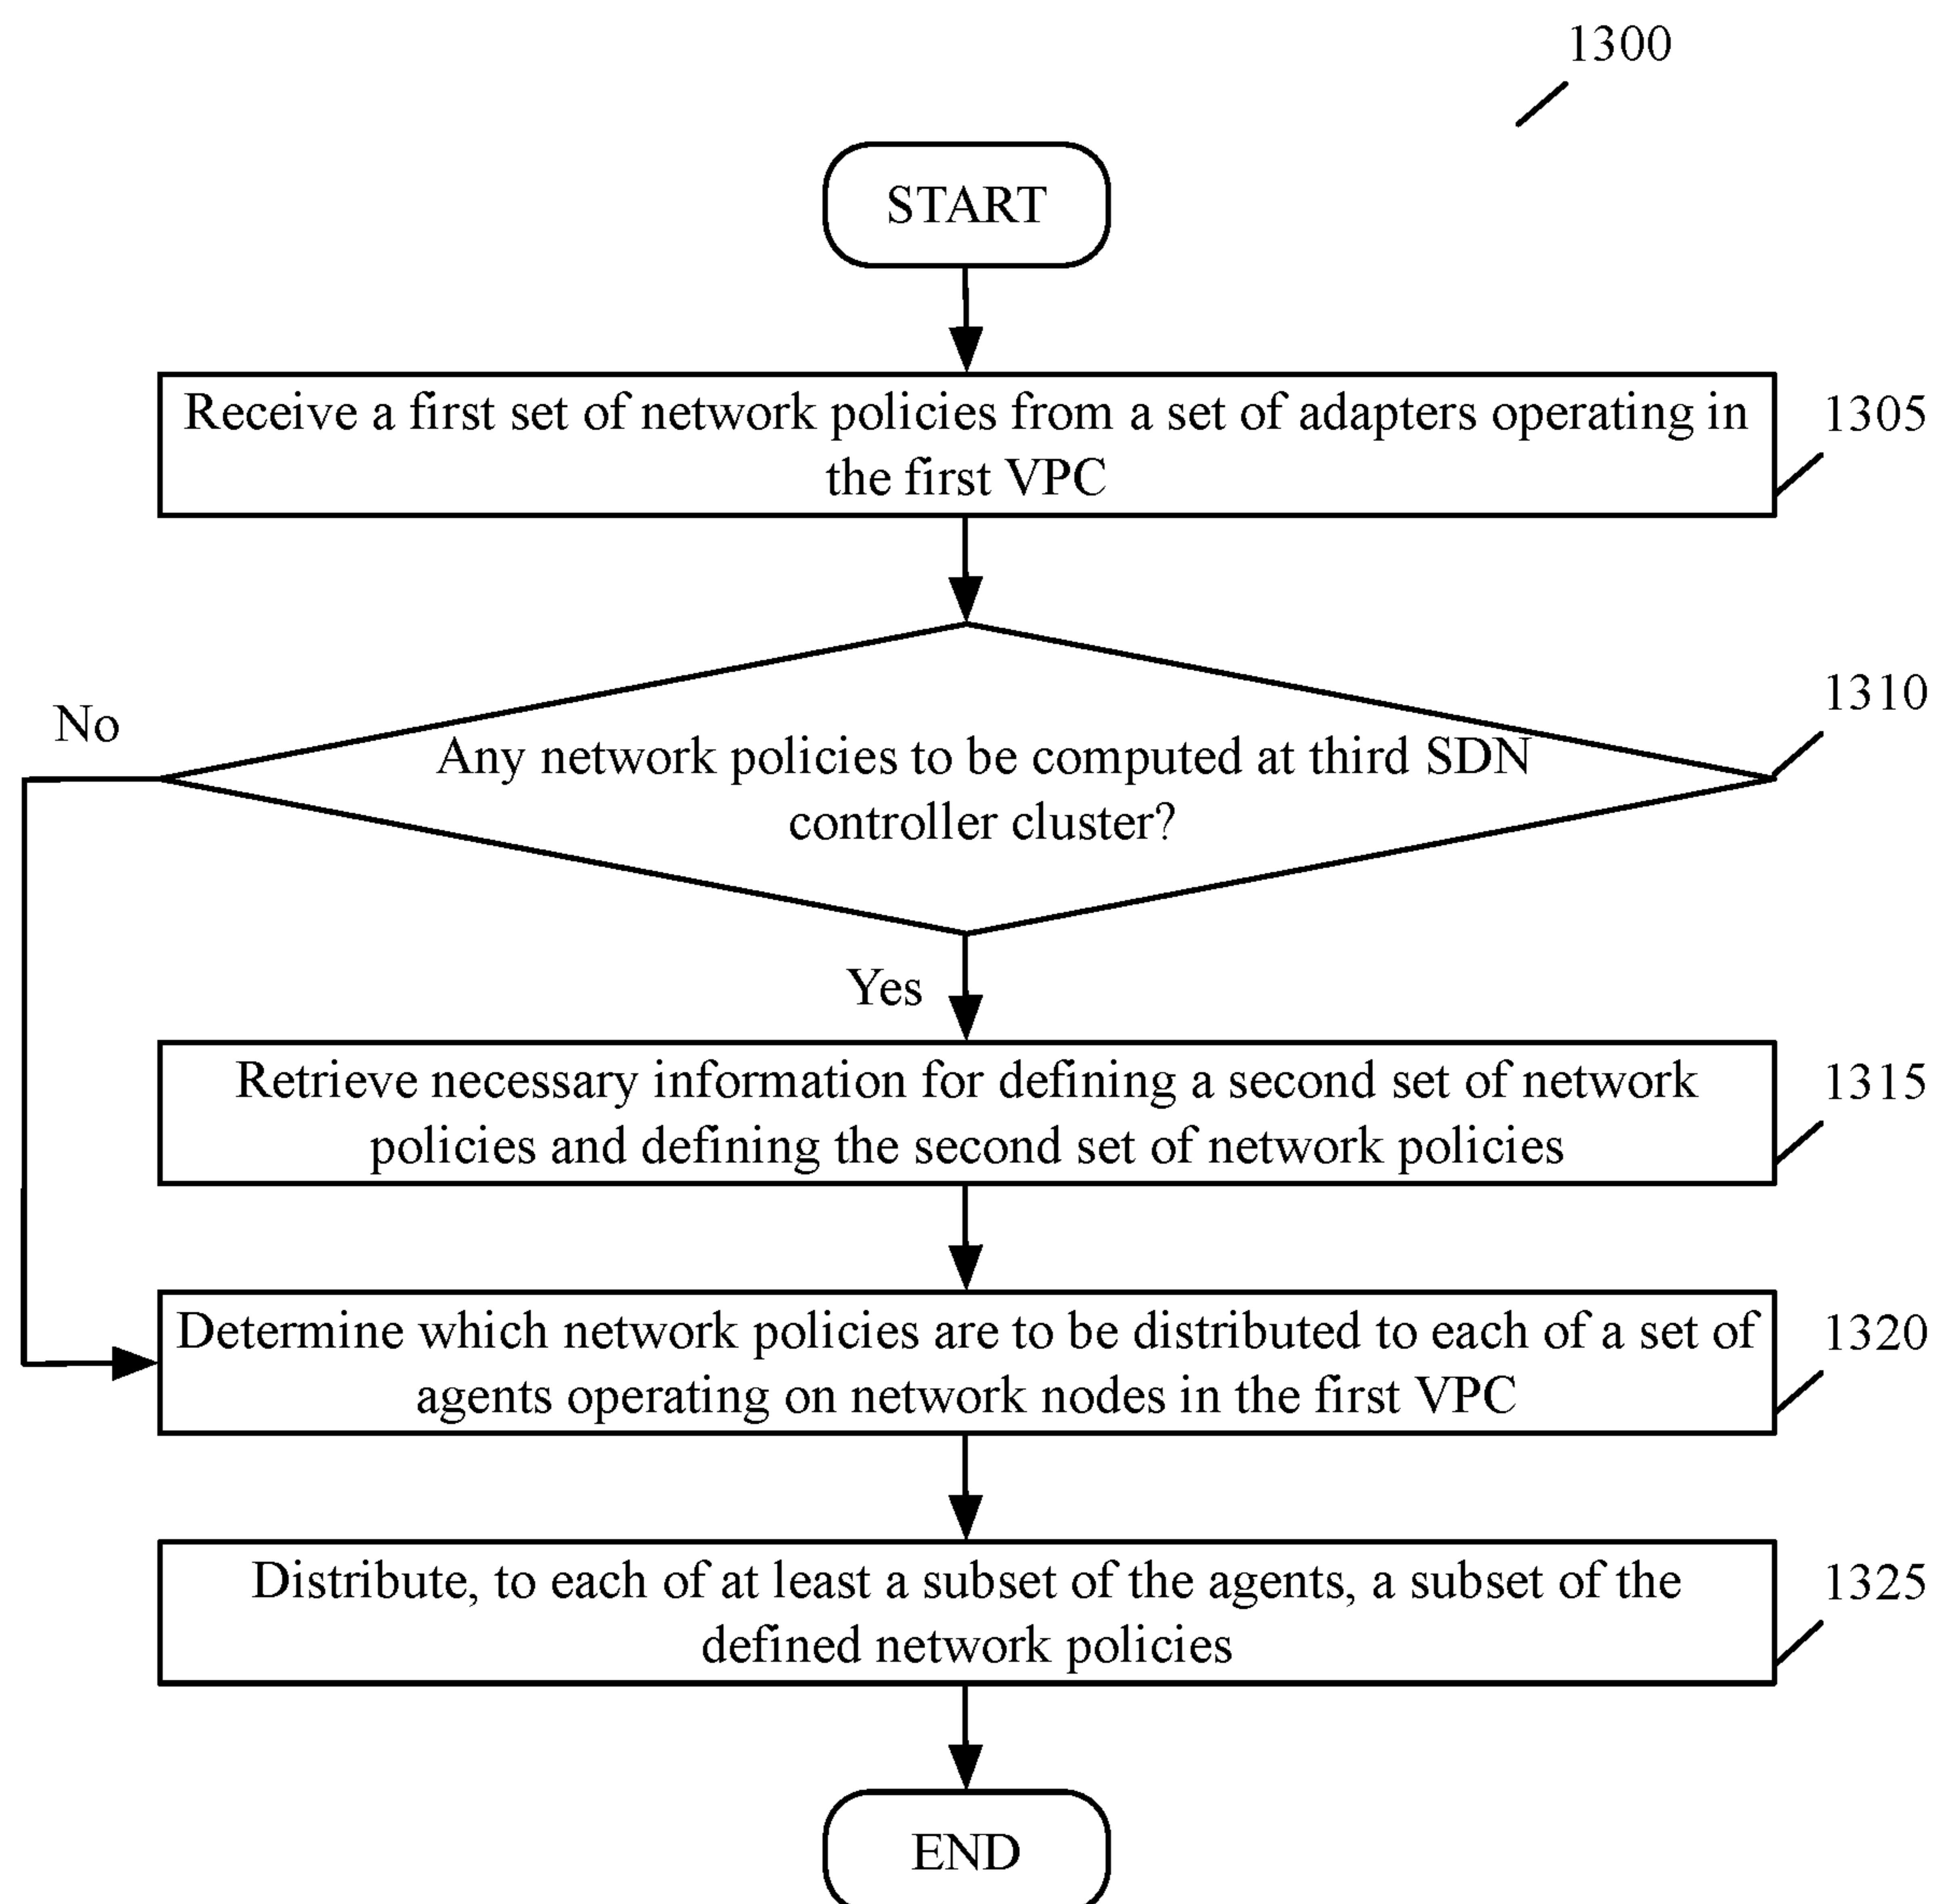 1300
START
Receive a first set of network policies from a set of adapters operating in
the first VPC
1305
Any network policies to be computed at third SDN
controller cluster?
1310
No
Yes
Retrieve necessary information for defining a second set of network
policies and defining the second set of network policies
1315
Determine which network policies are to be distributed to each of a set of
agents operating on network nodes in the first VPC
1320
Distribute, to each of at least a subset of the agents, a subset of the
defined network policies
1325
END